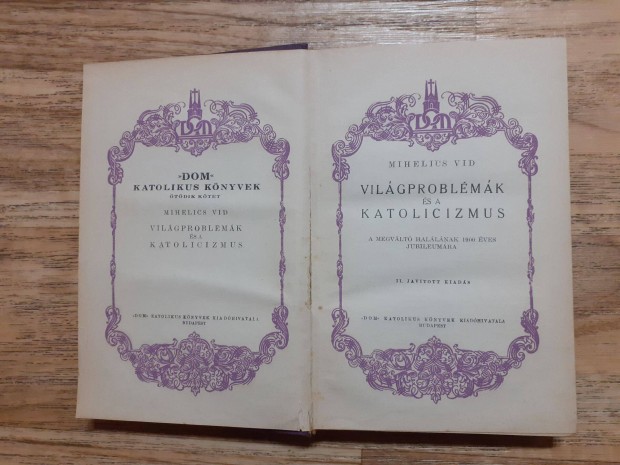 »DOM«
KATOLIKUS KÖNYVEK
ÖTÖDIK KÖTET
MIHELICS VID
VILÁGPROBLÉMÁK
ÉS A
KATOLICIZMUS
»DOM« KATOLIKUS KÖNYVEK KIADÓHIVATALA
BUDAPEST
MIHELICS VID
VILÁGPROBLÉMÁK
ÉS A
KATOLICIZMUS
A MEGVÁLTÓ HALÁLÁNAK 1900 ÉVES
JUBILEUMÁRA
II. JAVÍTOTT KIADÁS
»DOM« KATOLIKUS KÖNYVEK KIADÓHIVATALA
BUDAPEST